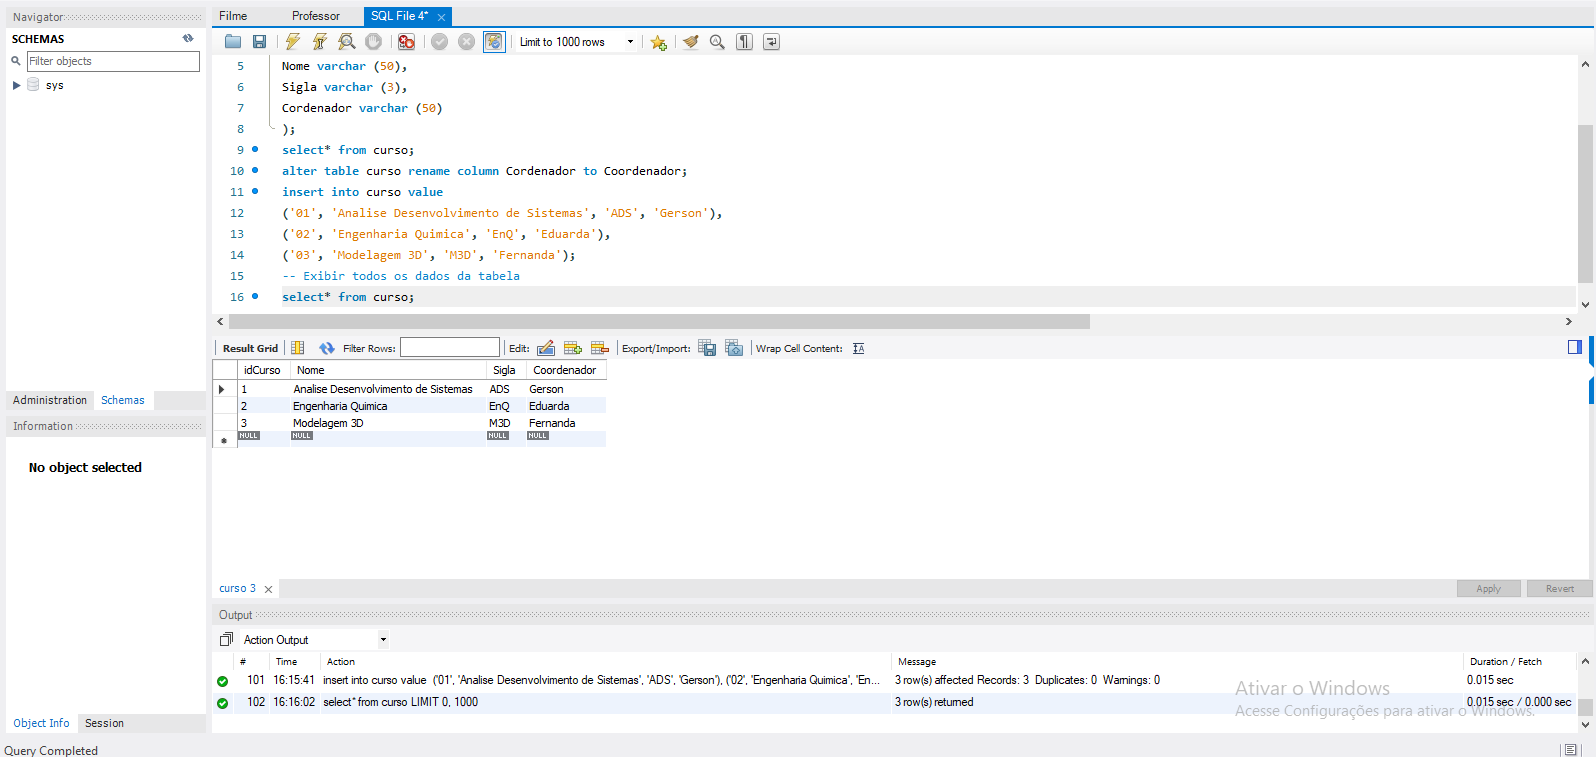 Navigator
SCHEMAS
Filter objects
sys
Administration Schemas
Information
No object selected
Object Info Session
Query Completed
Filme Professor SQL File 4* ×
Limit to 1000 rows
5 Nome varchar (50),
6 Sigla varchar (3),
7 Cordenador varchar (50)
8 );
9 select* from curso;
10 alter table curso rename column Cordenador to Coordenador;
11 insert into curso value
12 ('01', 'Analise Desenvolvimento de Sistemas', 'ADS', 'Gerson'),
13 ('02', 'Engenharia Quimica', 'EnQ', 'Eduarda'),
14 ('03', 'Modelagem 3D', 'M3D', 'Fernanda');
15 -- Exibir todos os dados da tabela
16 select* from curso;
Result Grid Filter Rows: Edit: Export/Import: Wrap Cell Content: IA
idCurso Nome Sigla Coordenador
1 Analise Desenvolvimento de Sistemas ADS Gerson
2 Engenharia Quimica EnQ Eduarda
3 Modelagem 3D M3D Fernanda
NULL NULL NULL NULL
curso 3 × Apply Revert
Output
Action Output
# Time Action Message Duration / Fetch
101 16:15:41 insert into curso value ('01', 'Analise Desenvolvimento de Sistemas', 'ADS', 'Gerson'), ('02', 'Engenharia Quimica', 'En... 3 row(s) affected Records: 3 Duplicates: 0 Warnings: 0 0.015 sec
102 16:16:02 select* from curso LIMIT 0, 1000 3 row(s) returned 0.015 sec / 0.000 sec
Ativar o Windows
Acesse Configurações para ativar o Windows.